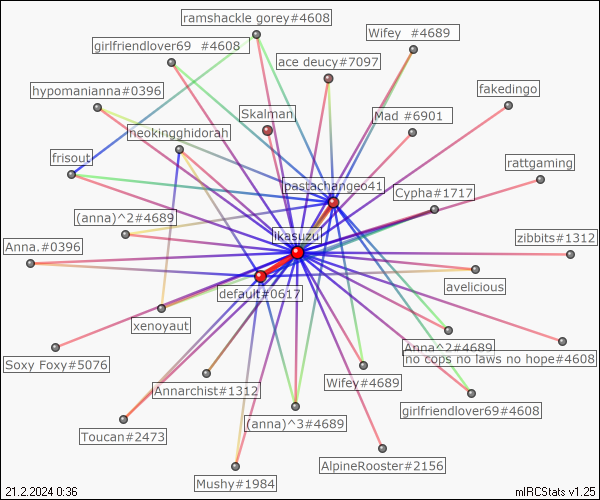 ramshackle gorey#4608
Wifey  #4689
girlfriendlover69  #4608
ace deucy#7097
hypomanianna#0396
fakedingo
Skalman
Mad #6901
neokingghidorah
frisout
rattgaming
pastachangeo41
Cypha#1717
(anna)^2#4689
ikasuzu
zibbits#1312
Anna.#0396
avelicious
default#0617
xenoyaut
Anna^2#4689
no cops no laws no hope#4608
Soxy Foxy#5076
Wifey#4689
Annarchist#1312
girlfriendlover69#4608
(anna)^3#4689
Toucan#2473
AlpineRooster#2156
Mushy#1984
21.2.2024 0:36
mIRCStats v1.25